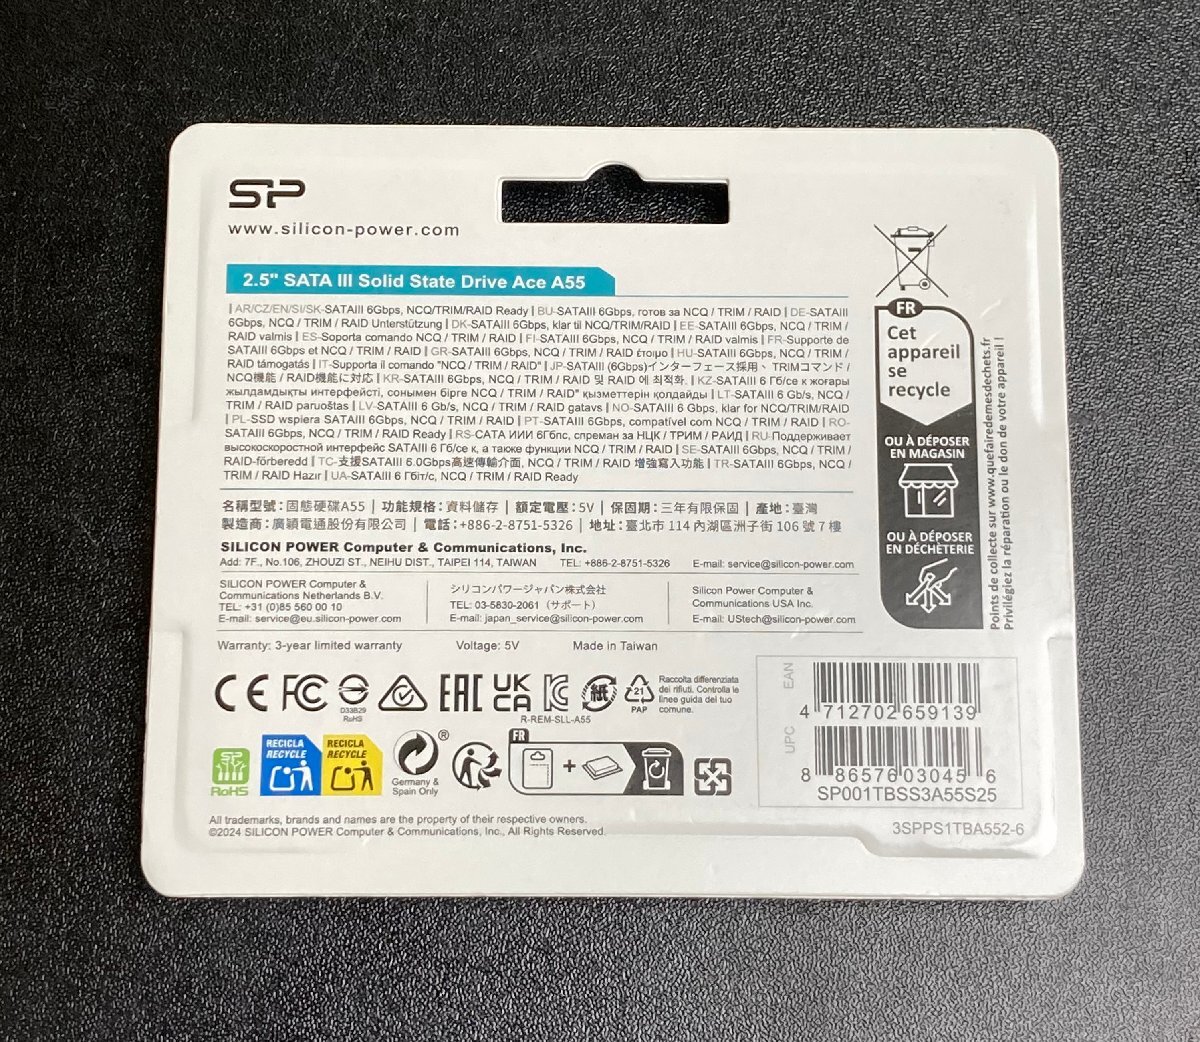 SP
www.silicon-power.com
2.5" SATA III Solid State Drive Ace A55
| AR/CZ/EN/SI/SK-SATAIII 6Gbps, NCQ/TRIM/RAID Ready | BU-SATAIII 6Gbps, готов за NCQ / TRIM / RAID | DE-SATAIII
6Gbps, NCQ / TRIM / RAID Unterstützung | DK-SATAIII 6Gbps, klar til NCQ/TRIM/RAID | EE-SATAIII 6Gbps, NCQ / TRIM /
RAID valmis | ES-Soporta comando NCQ / TRIM / RAID | FI-SATAIII 6Gbps, NCQ / TRIM / RAID valmis | FR-Supporte de
SATAIII 6Gbps et NCQ / TRIM / RAID | GR-SATAIII 6Gbps, NCQ / TRIM / RAID έτοιμο | HU-SATAIII 6Gbps, NCQ / TRIM /
RAID támogatás | IT-Supporta il comando "NCQ / TRIM / RAID" | JP-SATAIII (6Gbps)インターフェース採用、TRIMコマンド /
NCQ機能 / RAID機能に対応 | KR-SATAIII 6Gbps, NCQ / TRIM / RAID 및 RAID 에 최적화. | KZ-SATAIII 6 Гб/се к жоғары
жылдамдықты интерфейсті, сонымен бірге NCQ / TRIM / RAID" қызметтерін қолдайды | LT-SATAIII 6 Gb/s, NCQ /
TRIM / RAID paruoštas | LV-SATAIII 6 Gb/s, NCQ / TRIM / RAID gatavs | NO-SATAIII 6 Gbps, klar for NCQ/TRIM/RAID
| PL-SSD wspiera SATAIII 6Gbps, NCQ / TRIM / RAID | PT-SATAIII 6Gbps, compatível com NCQ / TRIM / RAID | RO-
SATAIII 6Gbps, NCQ / TRIM / RAID Ready | RS-САТА ИИИ 6Гбпс, спреман за НЦК / ТРИМ / РАИД | RU-Поддерживает
высокоскоростной интерфейс SATAIII 6 Гб/се к, а также функции NCQ / TRIM / RAID | SE-SATAIII 6Gbps, NCQ / TRIM /
RAID-förberedd | TC-支援SATAIII 6.0Gbps高速傳輸介面, NCQ / TRIM / RAID 增強寫入功能 | TR-SATAIII 6Gbps, NCQ /
TRIM / RAID Hazır | UA-SATAIII 6 Гбіт/с, NCQ / TRIM / RAID Ready
名稱型號：固態硬碟A55 | 功能規格：資料儲存 | 額定電壓：5V | 保固期：三年有限保固 | 產地：臺灣
製造商：廣穎電通股份有限公司 | 電話：+886-2-8751-5326 | 地址：臺北市 114 內湖區洲子街 106 號 7 樓
SILICON POWER Computer & Communications, Inc.
Add: 7F., No.106, ZHOUZI ST., NEIHU DIST., TAIPEI 114, TAIWAN TEL: +886-2-8751-5326 E-mail: service@silicon-power.com
SILICON POWER Computer &
Communications Netherlands B.V.
TEL: +31 (0)85 560 00 10
E-mail: service@eu.silicon-power.com
シリコンパワージャパン株式会社
TEL: 03-5830-2061（サポート）
E-mail: japan_service@silicon-power.com
Silicon Power Computer &
Communications USA Inc.
E-mail: UStech@silicon-power.com
Warranty: 3-year limited warranty Voltage: 5V Made in Taiwan
CE FC D33B29
RoHS
EAC UK
CA KC 紙
R-REM-SLL-A55
21
PAP
Raccolta differenziata
dei rifiuti. Controlla le
linee guida del tuo
comune.
SP
RoHS
RECICLA
RECYCLE
RECICLA
RECYCLE
®
Germany &
Spain Only
FR
+
All trademarks, brands and names are the property of their respective owners.
©2024 SILICON POWER Computer & Communications, Inc., All Rights Reserved.
FR
Cet
appareil
se
recycle
OU À DÉPOSER
EN MAGASIN
OU À DÉPOSER
EN DÉCHÈTERIE
Points de collecte sur www.quefairedemesdechets.fr
Privilégiez la réparation ou le don de votre appareil !
EAN
4 712702 659139
UPC
8 86576 03045 6
SP001TBSS3A55S25
3SPPS1TBA552-6